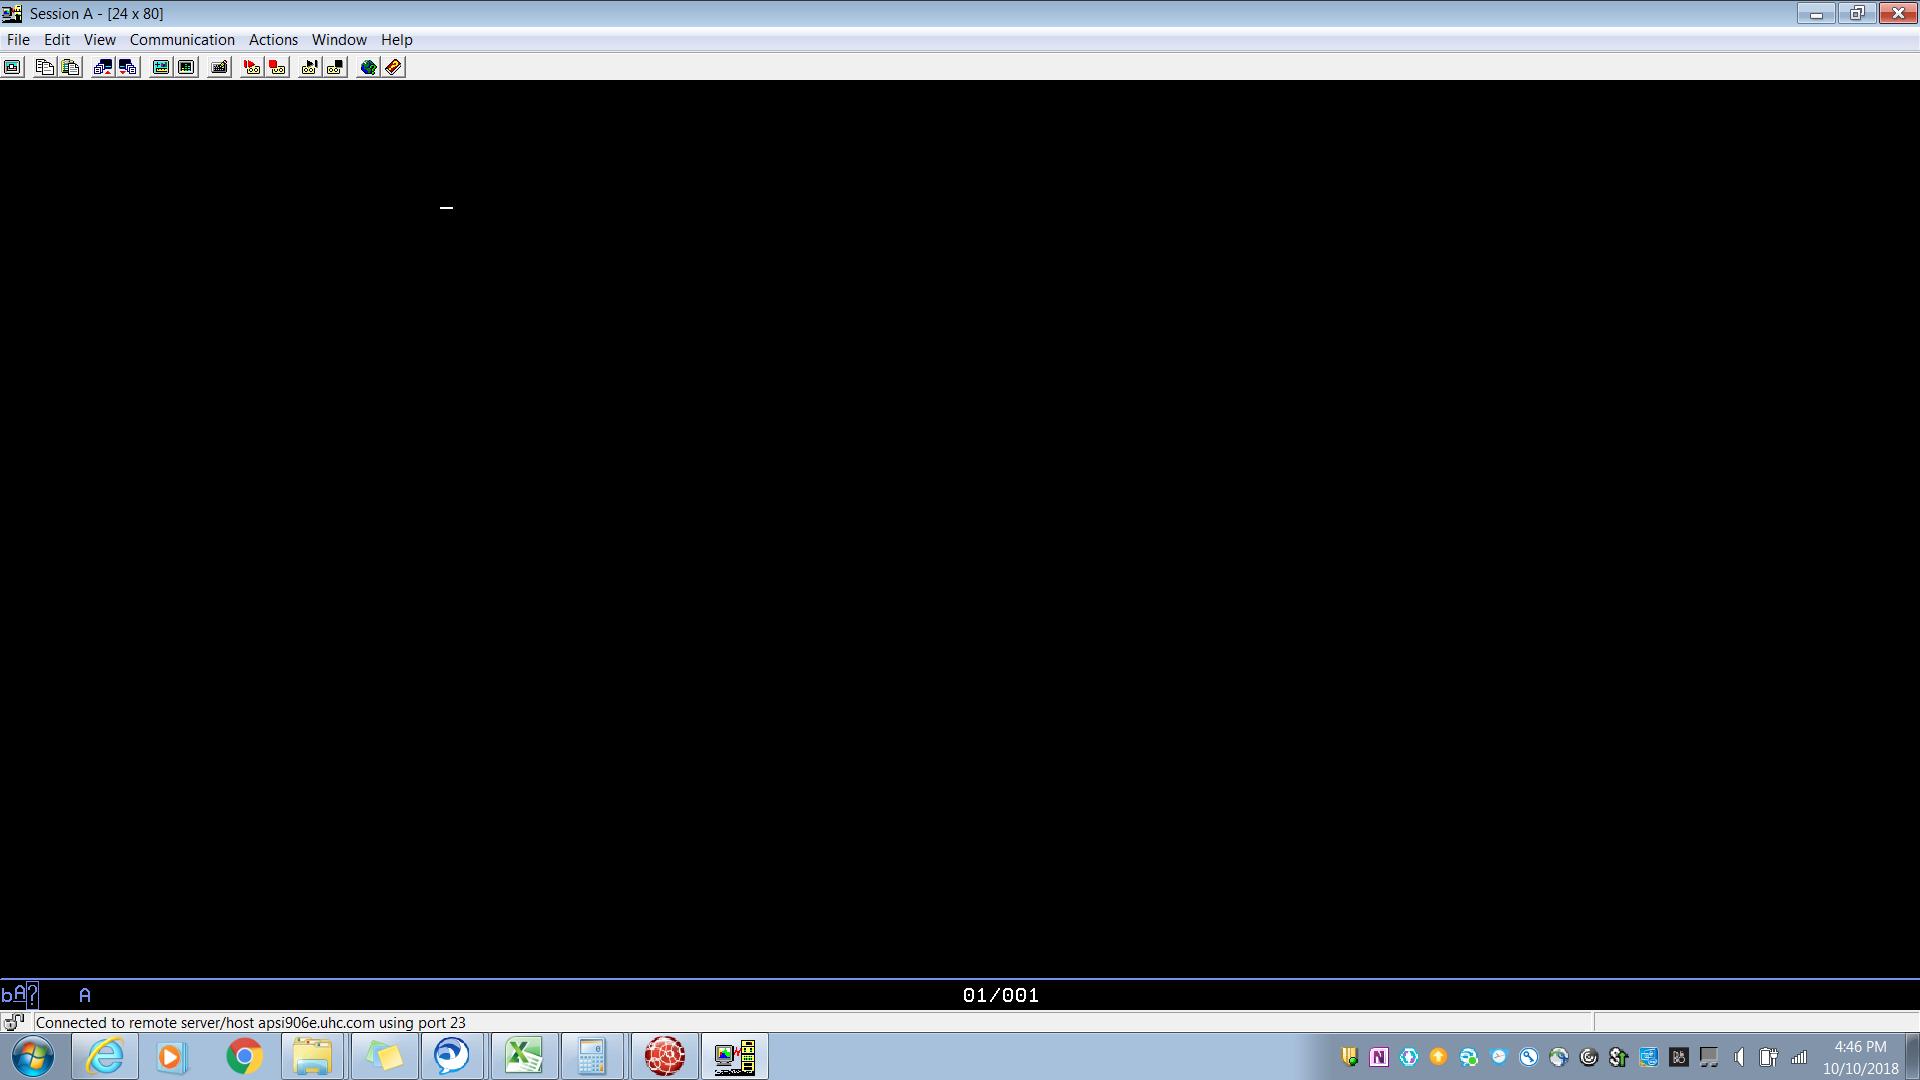 Session A - [24 x 80]
File Edit View Communication Actions Window Help
bA? A 01/001
Connected to remote server/host apsi906e.uhc.com using port 23
4:46 PM
10/10/2018